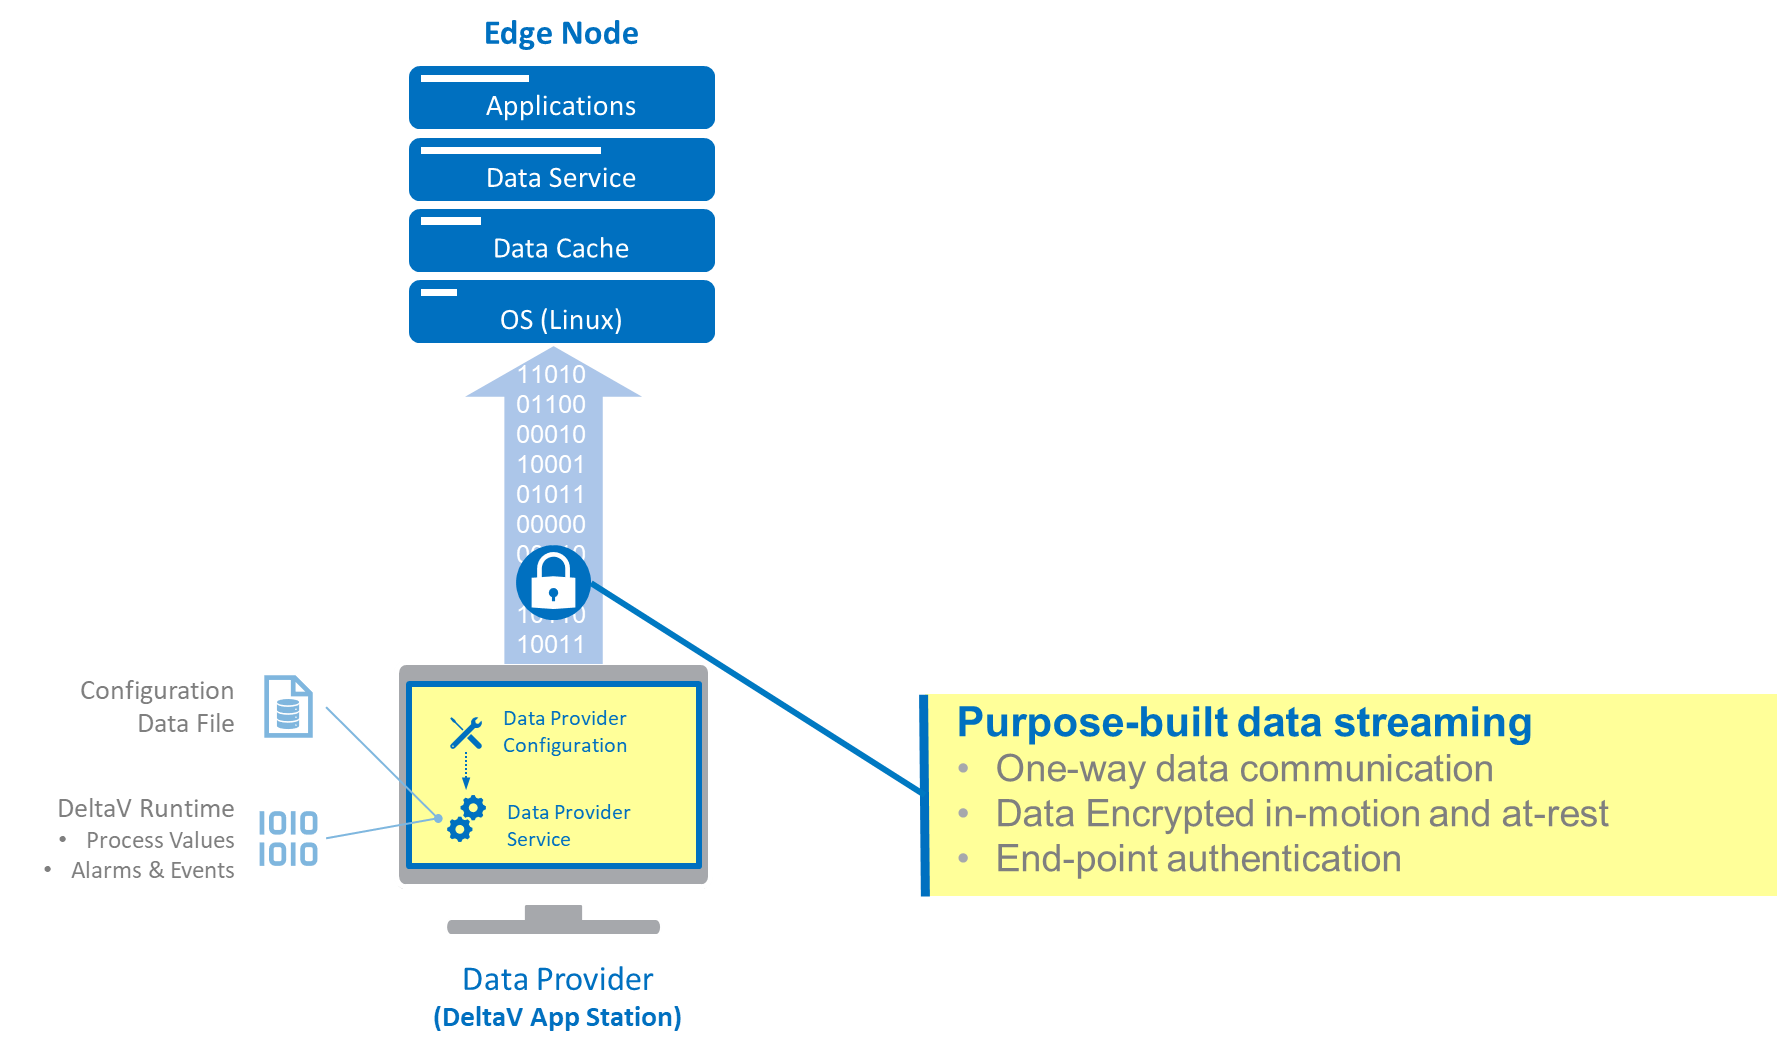 Edge Node
Applications
Data Service
Data Cache
OS (Linux)
11010
01100
00010
10001
01011
00000
10011
Configuration
Data File
DeltaV Runtime
• Process Values
• Alarms & Events
1010
1010
Data Provider
Configuration
Data Provider
Service
Purpose-built data streaming
• One-way data communication
• Data Encrypted in-motion and at-rest
• End-point authentication
Data Provider
(DeltaV App Station)